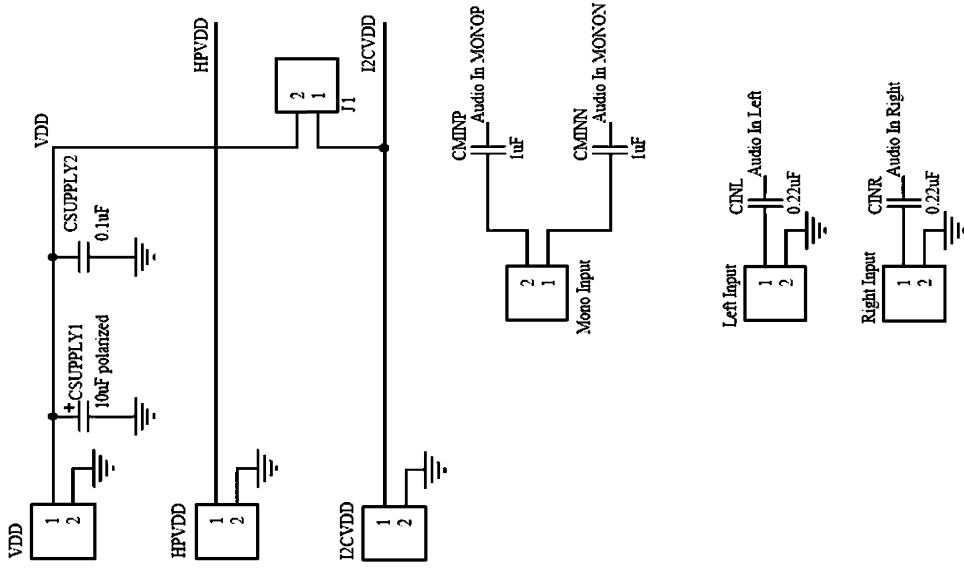 VDD
1
2
+
CSUPPLY1
10uF polarized
CSUPPLY2
0.1uF
VDD
HPVDD
1
2
HPVDD
2
1
J1
I2CVDD
1
2
I2CVDD
Mono Input
2
1
CMINP
1uF
Audio In MONOP
CMINN
1uF
Audio In MONON
Left Input
1
2
CINL
0.22uF
Audio In Left
Right Input
1
2
CINR
0.22uF
Audio In Right